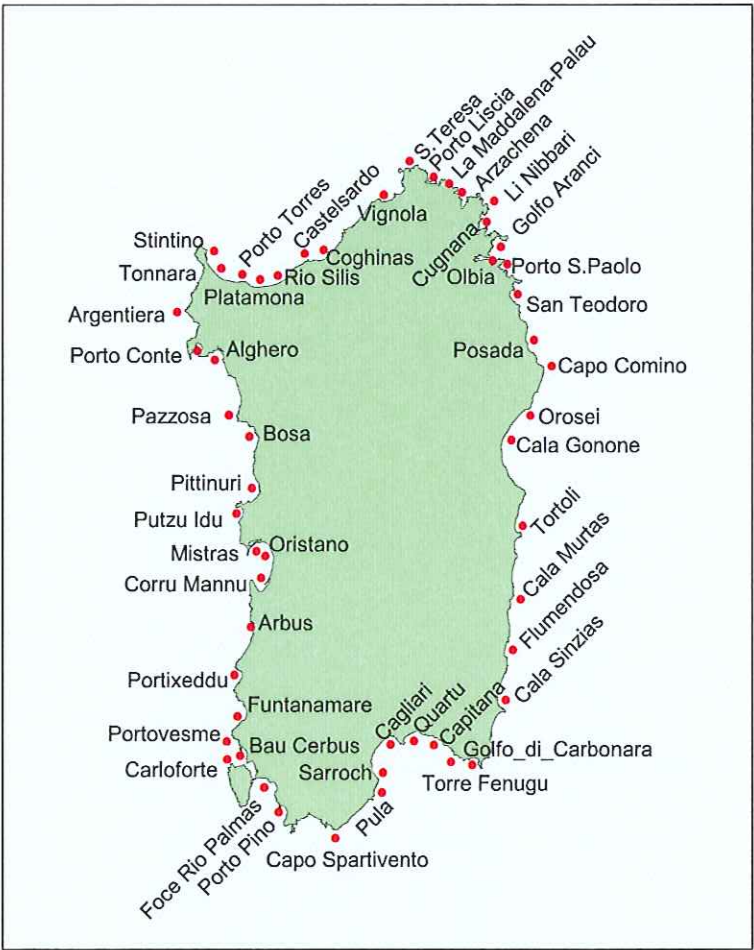 S.Teresa
Porto Liscia
La Maddalena-Palau
Arzachena
Li Nibbari
Golfo Aranci
Castelsardo
Vignola
Porto Torres
Cugnana
Stintino
Coghinas
Olbia
Porto S.Paolo
Tonnara
Rio Silis
Platamona
San Teodoro
Argentiera
Porto Conte
Alghero
Posada
Capo Comino
Pazzosa
Orosei
Bosa
Cala Gonone
Pittinuri
Putzu Idu
Tortoli
Mistras
Oristano
Corru Mannu
Cala Murtas
Arbus
Flumendosa
Portixeddu
Cala Sinzias
Funtanamare
Cagliari
Quartu
Capitana
Portovesme
Bau Cerbus
Golfo_di_Carbonara
Carloforte
Sarroch
Torre Fenugu
Foce Rio Palmas
Porto Pino
Pula
Capo Spartivento